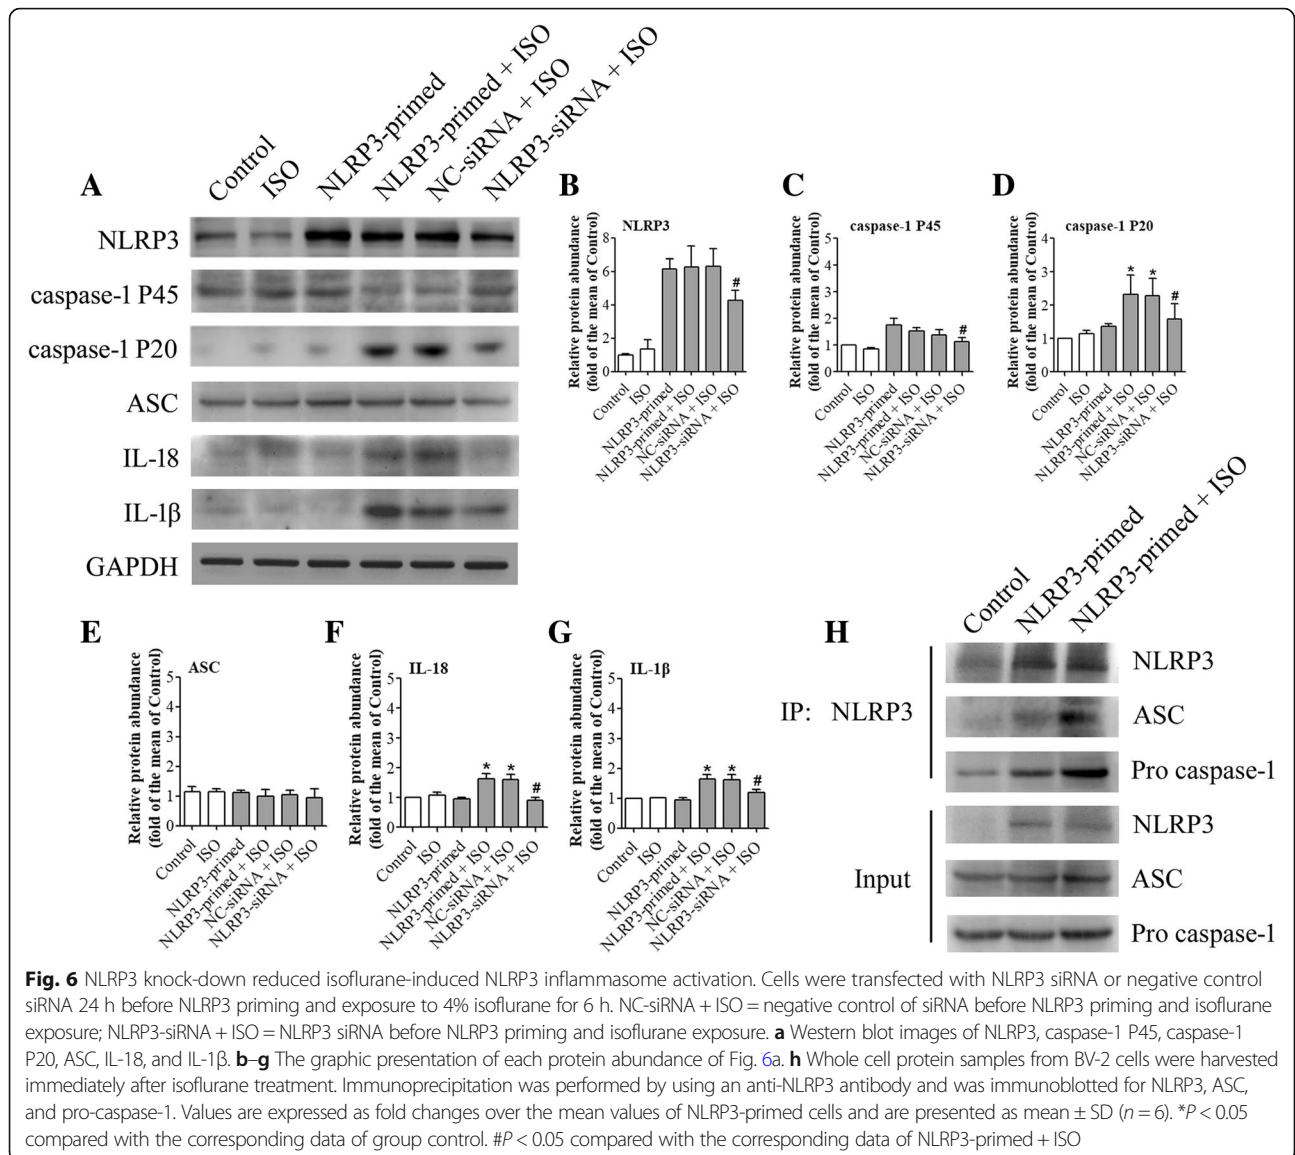 A
Control
ISO
NLRP3-primed
NLRP3-primed + ISO
NC-siRNA + ISO
NLRP3-siRNA + ISO
NLRP3
caspase-1 P45
caspase-1 P20
ASC
IL-18
IL-1β
GAPDH
B
NLRP3
Relative protein abundance
(fold of the mean of Control)
8
6
4
2
0
#
Control
ISO
NLRP3-primed
NLRP3-primed + ISO
NC-siRNA + ISO
NLRP3-siRNA + ISO
C
caspase-1 P45
Relative protein abundance
(fold of the mean of Control)
5
4
3
2
1
0
#
Control
ISO
NLRP3-primed
NLRP3-primed + ISO
NC-siRNA + ISO
NLRP3-siRNA + ISO
D
caspase-1 P20
Relative protein abundance
(fold of the mean of Control)
4
3
2
1
0
* * #
Control
ISO
NLRP3-primed
NLRP3-primed + ISO
NC-siRNA + ISO
NLRP3-siRNA + ISO
E
ASC
Relative protein abundance
(fold of the mean of Control)
5
4
3
2
1
0
Control
ISO
NLRP3-primed
NLRP3-primed + ISO
NC-siRNA + ISO
NLRP3-siRNA + ISO
F
IL-18
Relative protein abundance
(fold of the mean of Control)
5
4
3
2
1
0
* * #
Control
ISO
NLRP3-primed
NLRP3-primed + ISO
NC-siRNA + ISO
NLRP3-siRNA + ISO
G
IL-1β
Relative protein abundance
(fold of the mean of Control)
5
4
3
2
1
0
* * #
Control
ISO
NLRP3-primed
NLRP3-primed + ISO
NC-siRNA + ISO
NLRP3-siRNA + ISO
H
Control
NLRP3-primed
NLRP3-primed + ISO
IP: NLRP3
NLRP3
ASC
Pro caspase-1
Input
NLRP3
ASC
Pro caspase-1
Fig. 6 NLRP3 knock-down reduced isoflurane-induced NLRP3 inflammasome activation. Cells were transfected with NLRP3 siRNA or negative control
siRNA 24 h before NLRP3 priming and exposure to 4% isoflurane for 6 h. NC-siRNA + ISO = negative control of siRNA before NLRP3 priming and isoflurane
exposure; NLRP3-siRNA + ISO = NLRP3 siRNA before NLRP3 priming and isoflurane exposure. a Western blot images of NLRP3, caspase-1 P45, caspase-1
P20, ASC, IL-18, and IL-1β. b–g The graphic presentation of each protein abundance of Fig. 6a. h Whole cell protein samples from BV-2 cells were harvested
immediately after isoflurane treatment. Immunoprecipitation was performed by using an anti-NLRP3 antibody and was immunoblotted for NLRP3, ASC,
and pro-caspase-1. Values are expressed as fold changes over the mean values of NLRP3-primed cells and are presented as mean ± SD (n = 6). *P < 0.05
compared with the corresponding data of group control. #P < 0.05 compared with the corresponding data of NLRP3-primed + ISO